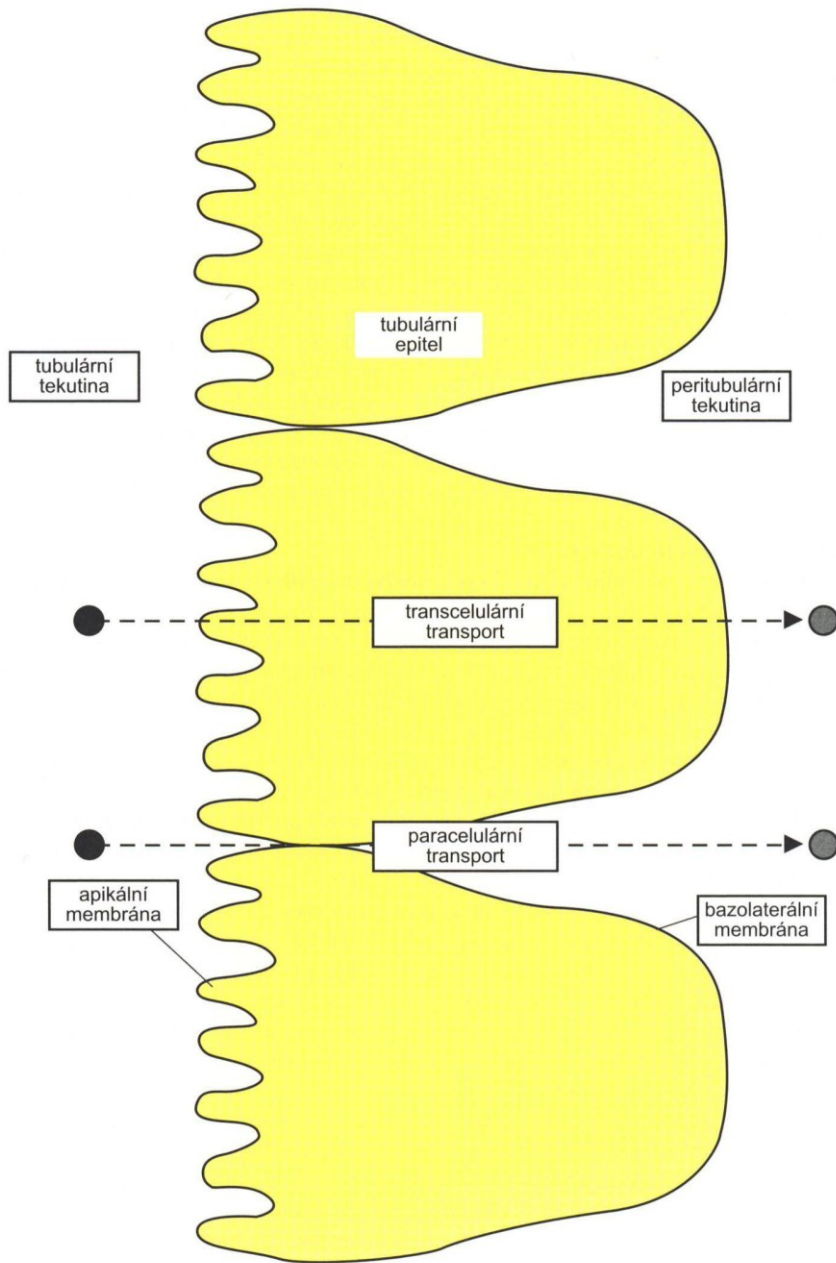 tubulární
epitel
tubulární
tekutina
peritubulární
tekutina
transcelulární
transport
paracelulární
transport
apikální
membrána
bazolaterální
membrána